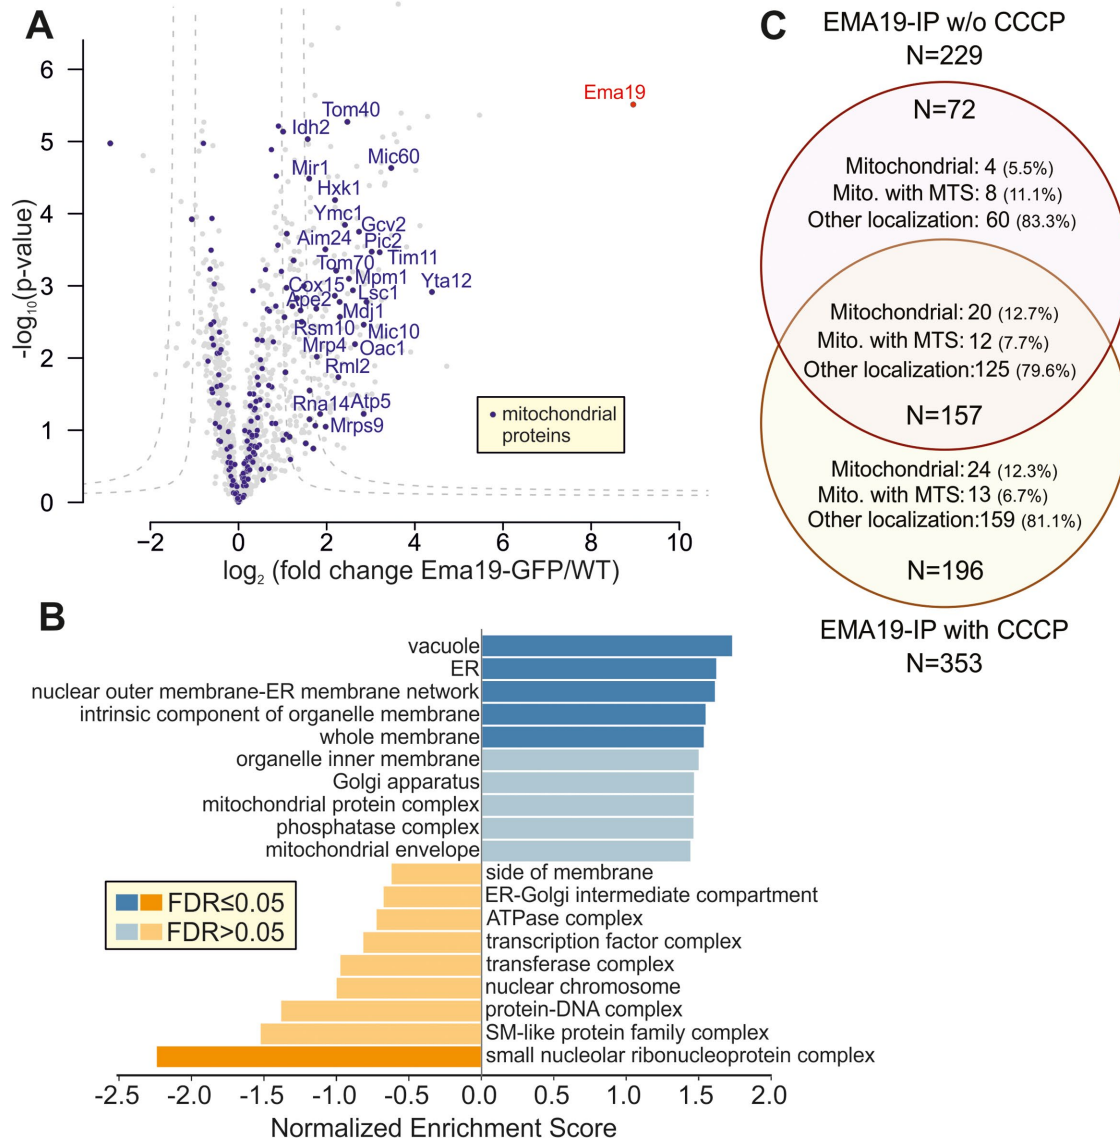 A
6
5
4
3
2
1
0
-log10(p-value)
Ema19
Tom40
Idh2
Mic60
Mir1
Hxk1
Ymc1
Gcv2
Aim24
Pic2
Tim11
Tom70
Mpm1
Yta12
Cox15
Lsc1
Ape2
Mdj1
Rsm10
Mic10
Mrp4
Oac1
Rml2
Rna14
Atp5
Mrps9
mitochondrial
proteins
−2
0
2
4
6
8
10
log2 (fold change Ema19-GFP/WT)
C
EMA19-IP w/o CCCP
N=229
N=72
Mitochondrial: 4 (5.5%)
Mito. with MTS: 8 (11.1%)
Other localization: 60 (83.3%)
Mitochondrial: 20 (12.7%)
Mito. with MTS: 12 (7.7%)
Other localization:125 (79.6%)
N=157
Mitochondrial: 24 (12.3%)
Mito. with MTS: 13 (6.7%)
Other localization:159 (81.1%)
N=196
EMA19-IP with CCCP
N=353
B
vacuole
ER
nuclear outer membrane-ER membrane network
intrinsic component of organelle membrane
whole membrane
organelle inner membrane
Golgi apparatus
mitochondrial protein complex
phosphatase complex
mitochondrial envelope
side of membrane
ER-Golgi intermediate compartment
ATPase complex
transcription factor complex
transferase complex
nuclear chromosome
protein-DNA complex
SM-like protein family complex
small nucleolar ribonucleoprotein complex
FDR≤0.05
FDR>0.05
-2.5
-2.0
-1.5
-1.0
-0.5
0.0
0.5
1.0
1.5
2.0
Normalized Enrichment Score